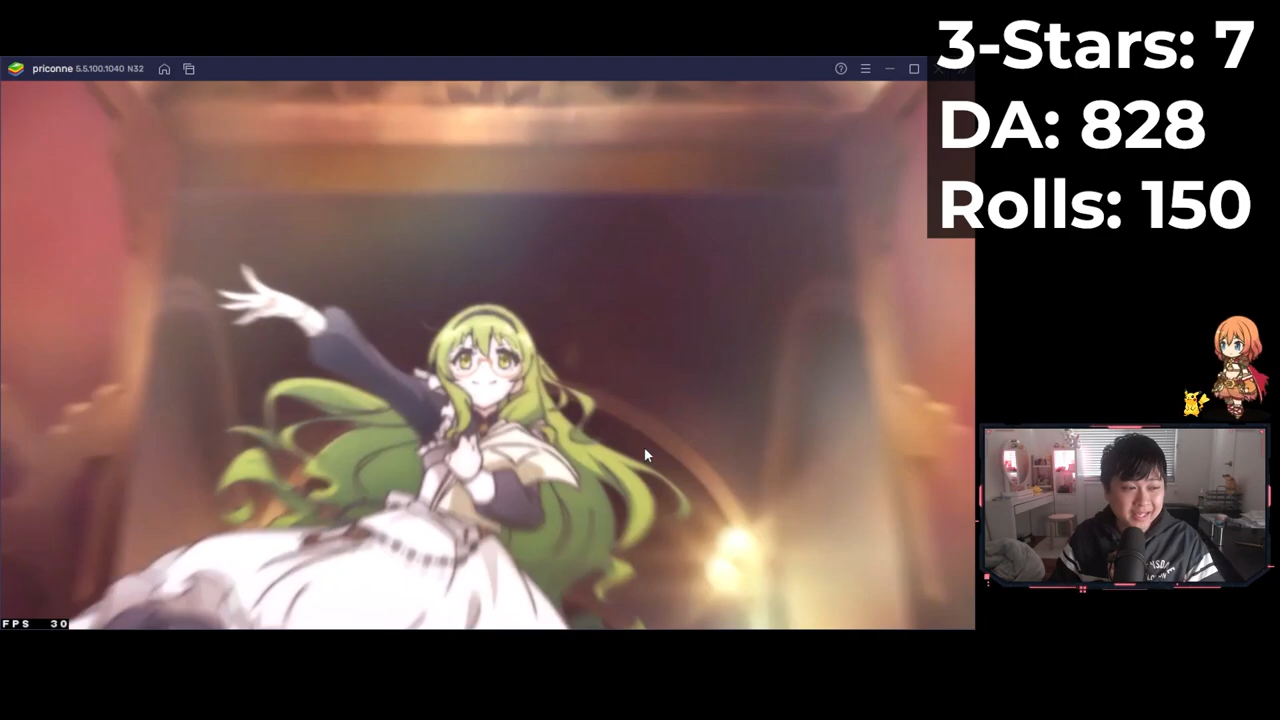 3-Stars: 7
priconne 5.5.100.1040 N32
DA: 828
Rolls: 150
FPS 30